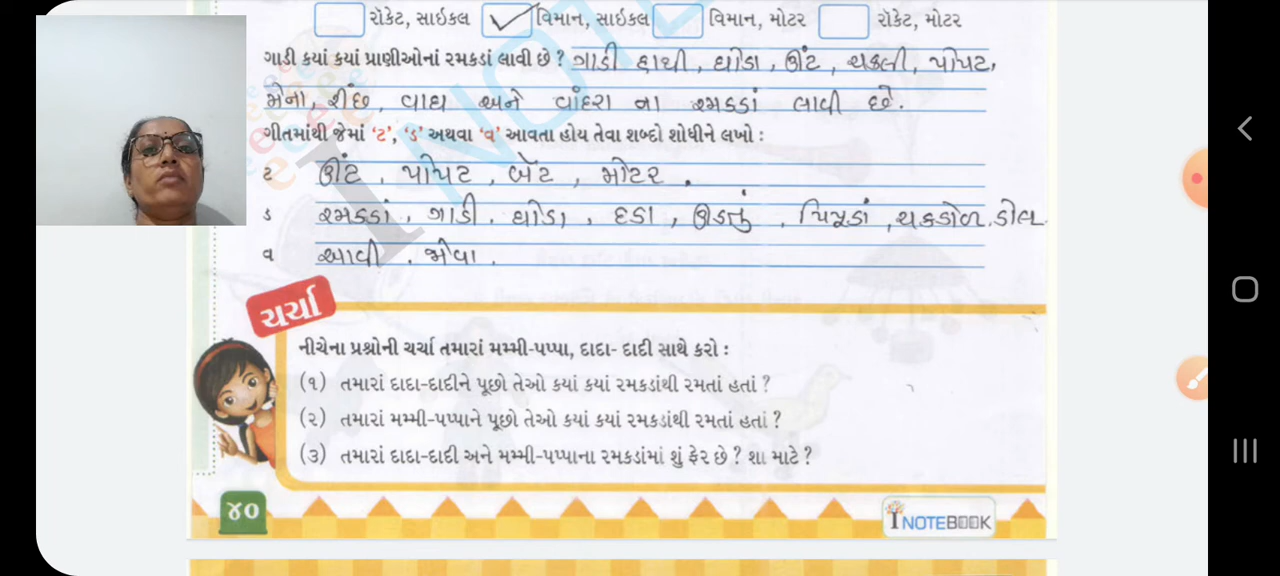 રૉકેટ, સાઇકલ વિમાન, સાઇકલ વિમાન, મોટર રૉકેટ, મોટર
ગાડી કયાં કયાં પ્રાણીઓનાં રમકડાં લાવી છે ? ગાડી હાથી, ઘોડા, ઊંટ, ચકલી, પોપટ,
મેના, રીંછ, વાઘ અને વાંદરા ના રમકડાં લાવી છે.
ગીતમાંથી જેમાં ‘ટ’, ‘ડ’ અથવા ‘વ’ આવતા હોય તેવા શબ્દો શોધીને લખો :
ટ ઊંટ, પોપટ, બૅટ, મોટર.
ડ રમકડાં, ગાડી, ઘોડા, દડા, ઊડતું, પિપૂડાં, ચકડોળ, ડોલ.
વ આવી, જોવા.
ચર્ચા
નીચેના પ્રશ્નોની ચર્ચા તમારાં મમ્મી-પપ્પા, દાદા- દાદી સાથે કરો :
(૧) તમારાં દાદા-દાદીને પૂછો તેઓ કયાં કયાં રમકડાંથી રમતાં હતાં ?
(૨) તમારાં મમ્મી-પપ્પાને પૂછો તેઓ કયાં કયાં રમકડાંથી રમતાં હતાં ?
(૩) તમારાં દાદા-દાદી અને મમ્મી-પપ્પાના રમકડાંમાં શું ફેર છે ? શા માટે ?
૪૦
INOTEBOOK